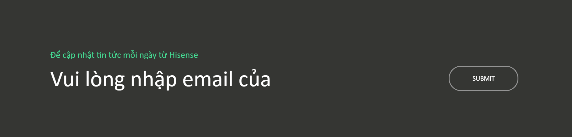 Để cập nhật tin tức mỗi ngày từ Hisense
Vui lòng nhập email của
SUBMIT